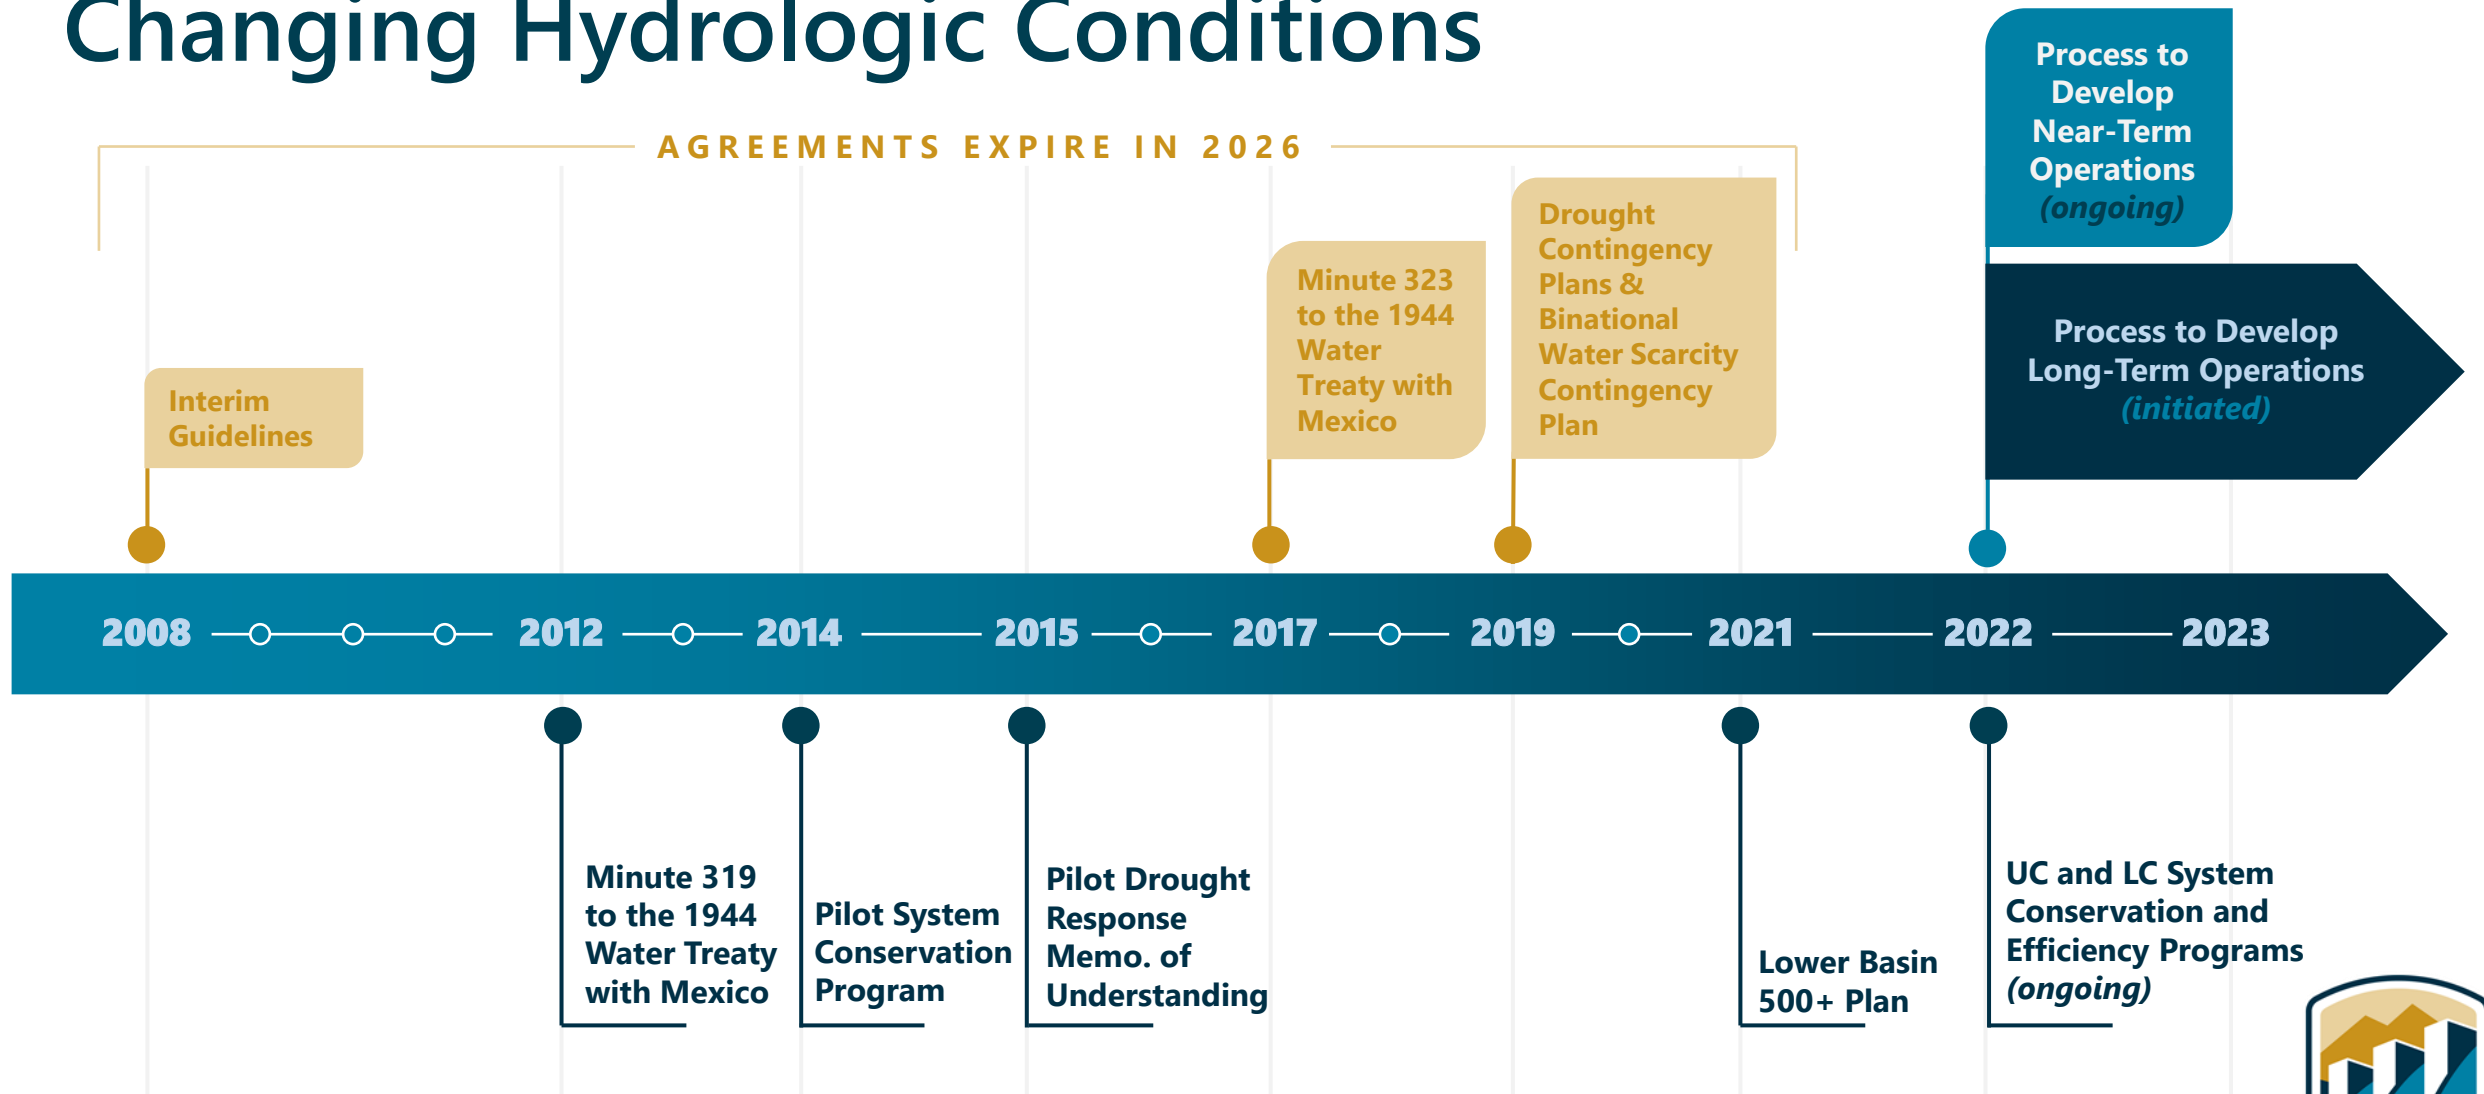 Changing Hydrologic Conditions
AGREEMENTS EXPIRE IN 2026
Interim
Guidelines
Minute 323
to the 1944
Water
Treaty with
Mexico
Drought
Contingency
Plans &
Binational
Water Scarcity
Contingency
Plan
Process to
Develop
Near-Term
Operations
(ongoing)
Process to Develop
Long-Term Operations
(initiated)
2008 2012 2014 2015 2017 2019 2021 2022 2023
Minute 319
to the 1944
Water Treaty
with Mexico
Pilot System
Conservation
Program
Pilot Drought
Response
Memo. of
Understanding
Lower Basin
500+ Plan
UC and LC System
Conservation and
Efficiency Programs
(ongoing)